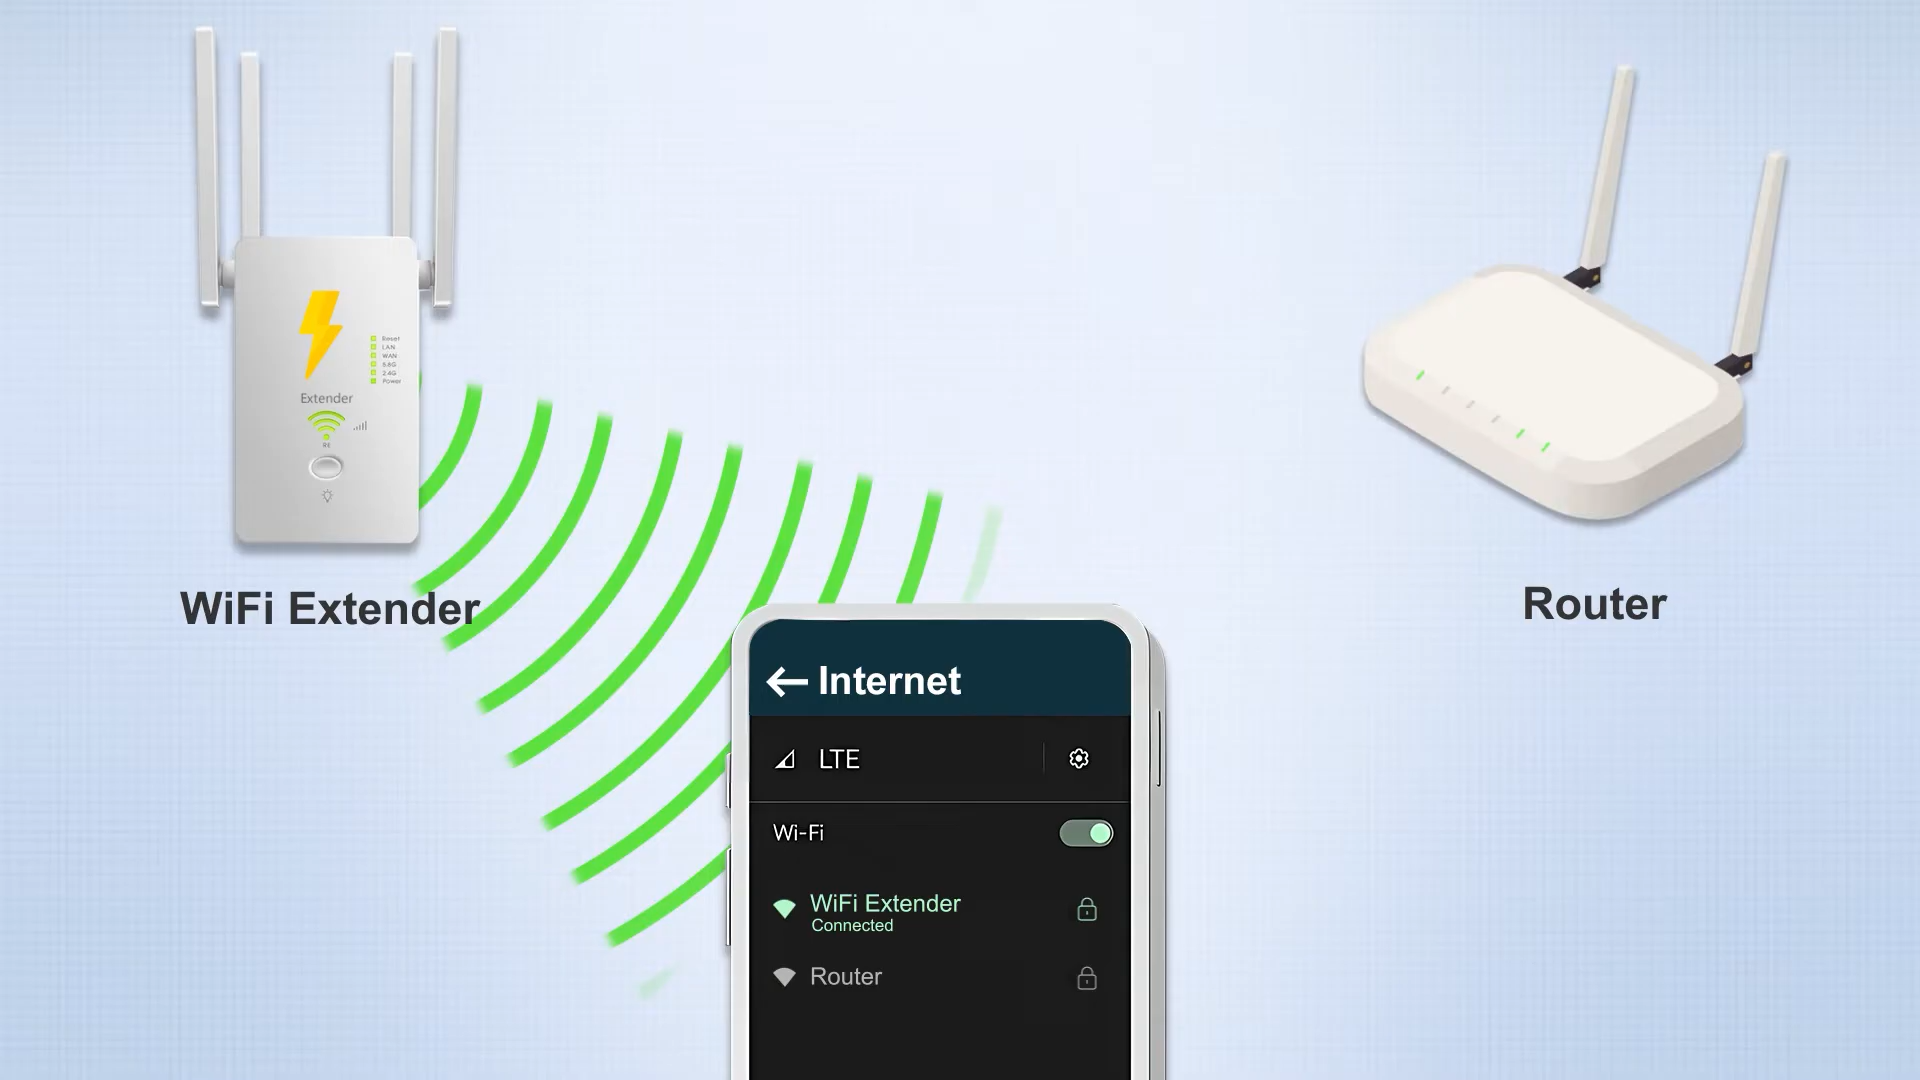 Reset
LAN
WAN
5.8G
2.4G
Power
Extender
RE
WiFi Extender
Router
Internet
LTE
Wi-Fi
WiFi Extender
Connected
Router